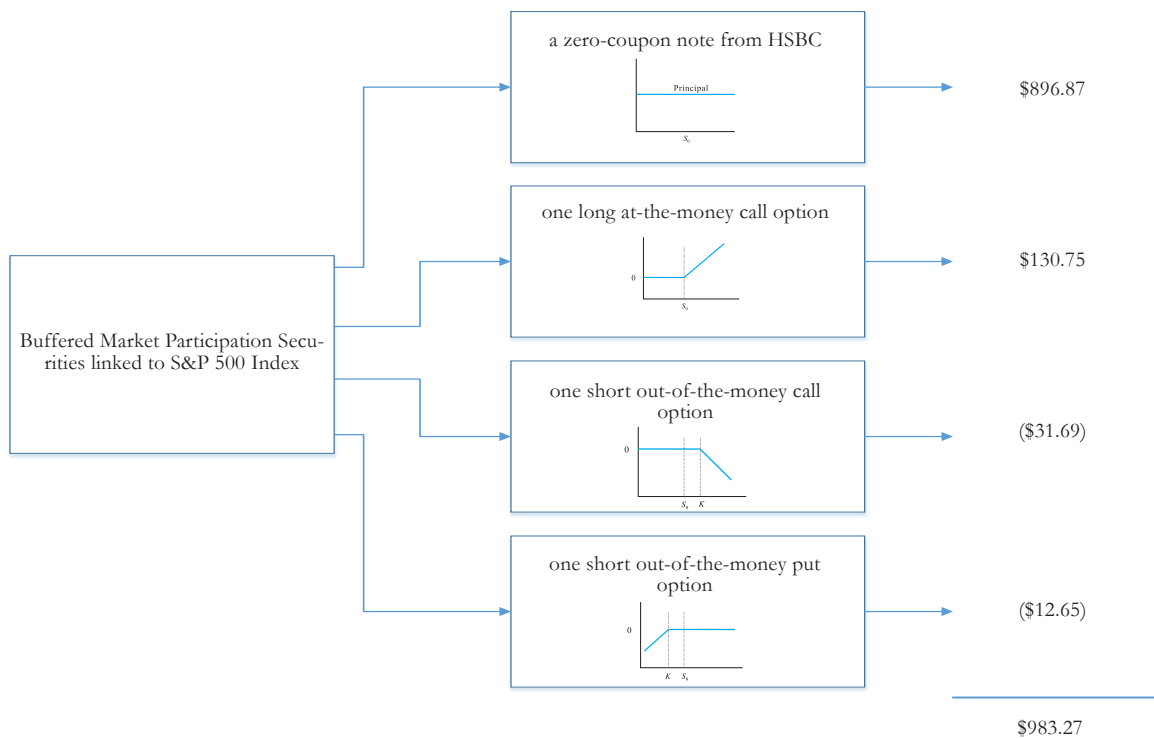 a zero-coupon note from HSBC
Principal
S₀
$896.87
one long at-the-money call option
0
S₀
$130.75
Buffered Market Participation Secu-
rities linked to S&P 500 Index
one short out-of-the-money call
option
0
S₀ K
($31.69)
one short out-of-the-money put
option
0
K S₀
($12.65)
$983.27